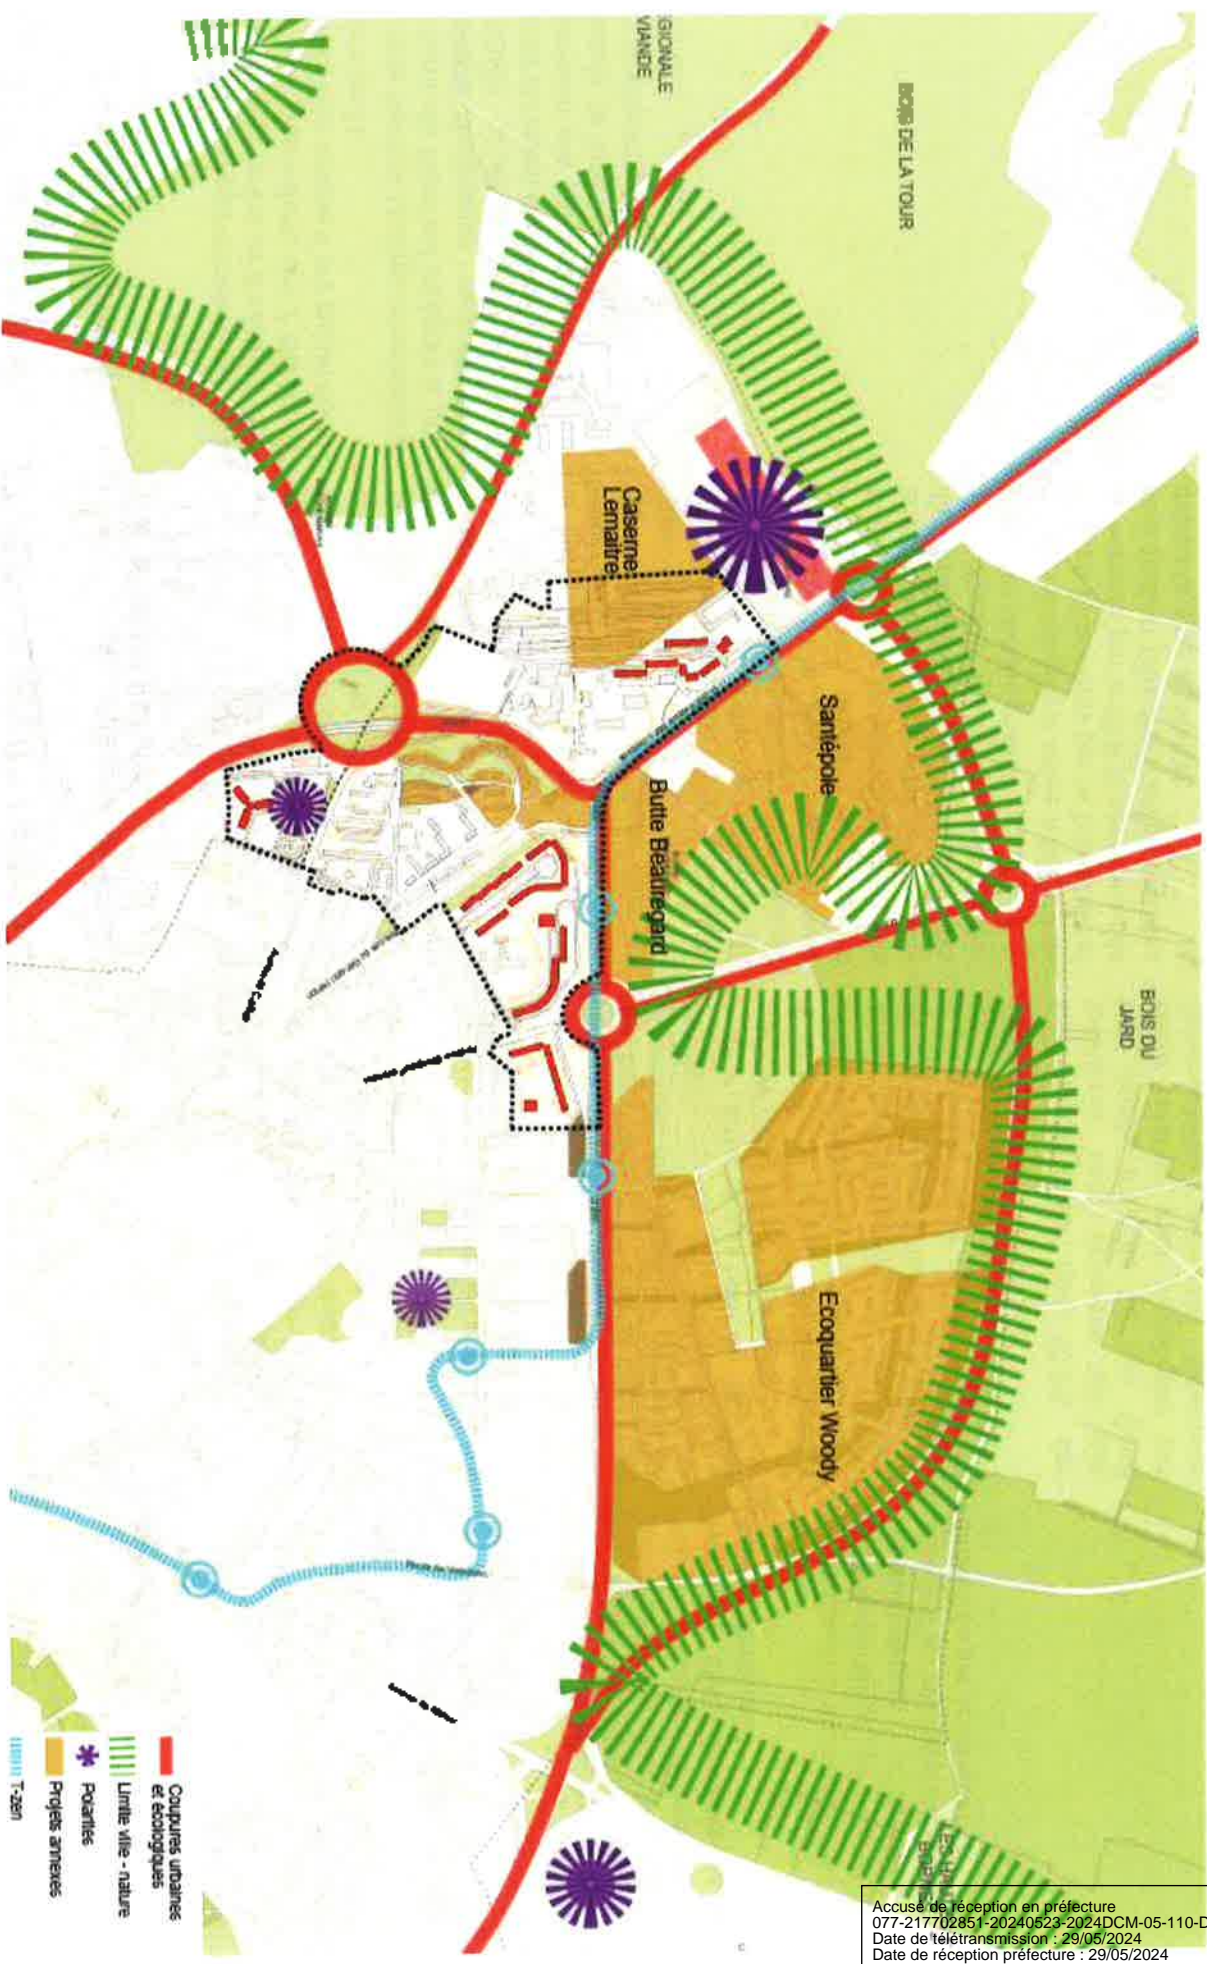 GIONALE
VIANDE
BOIS DE LA TOUR
Caserne
Lemaitre
Santépole
Butte Beauregard
BOIS DU
JARD
Ecoquartier Woody
Coupures urbaines
et écologiques
Limite ville - nature
Polarités
Projets annexes
T-zen
Accusé de réception en préfecture
077-217702851-20240523-2024DCM-05-110-D
Date de télétransmission : 29/05/2024
Date de réception préfecture : 29/05/2024